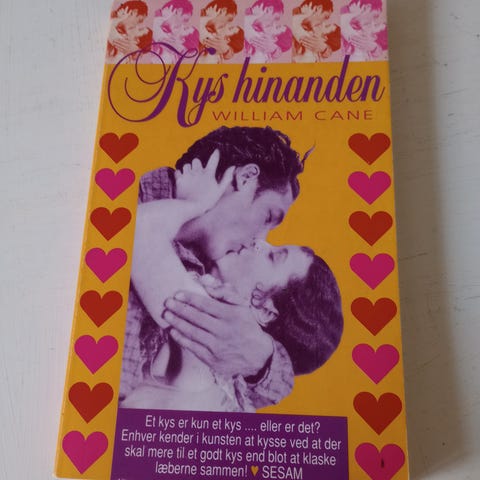 Kys hinanden
WILLIAM CANE
Et kys er kun et kys .... eller er det?
Enhver kender i kunsten at kysse ved at der
skal mere til et godt kys end blot at klaske
læberne sammen! ♥ SESAM